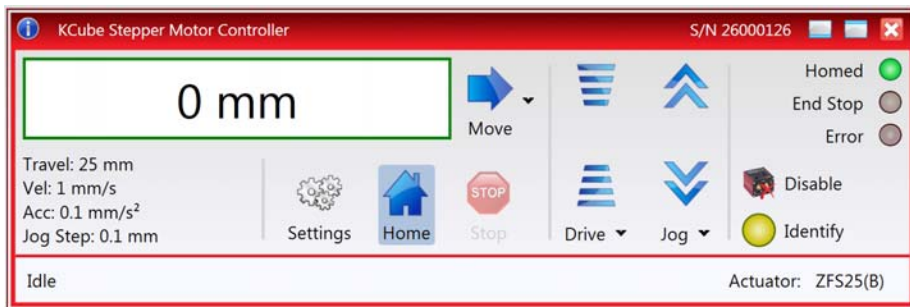 KCube Stepper Motor Controller S/N 26000126
0 mm
Move
Homed
End Stop
Error
Travel: 25 mm
Vel: 1 mm/s
Acc: 0.1 mm/s²
Jog Step: 0.1 mm
Settings
Home
STOP
Stop
Drive
Jog
Disable
Identify
Idle
Actuator: ZFS25(B)